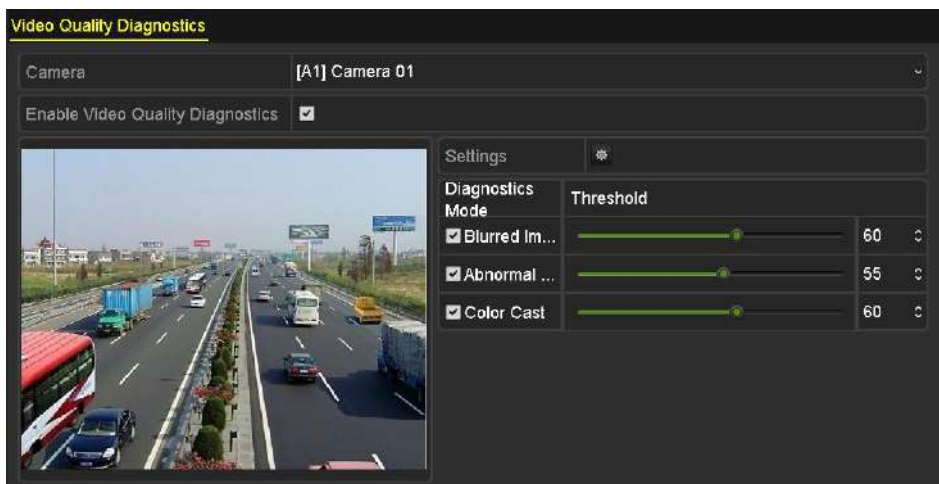 Video Quality Diagnostics
Camera
[A1] Camera 01
Enable Video Quality Diagnostics
Settings
Diagnostics Mode
Threshold
Blurred Im...
60
Abnormal ...
55
Color Cast
60